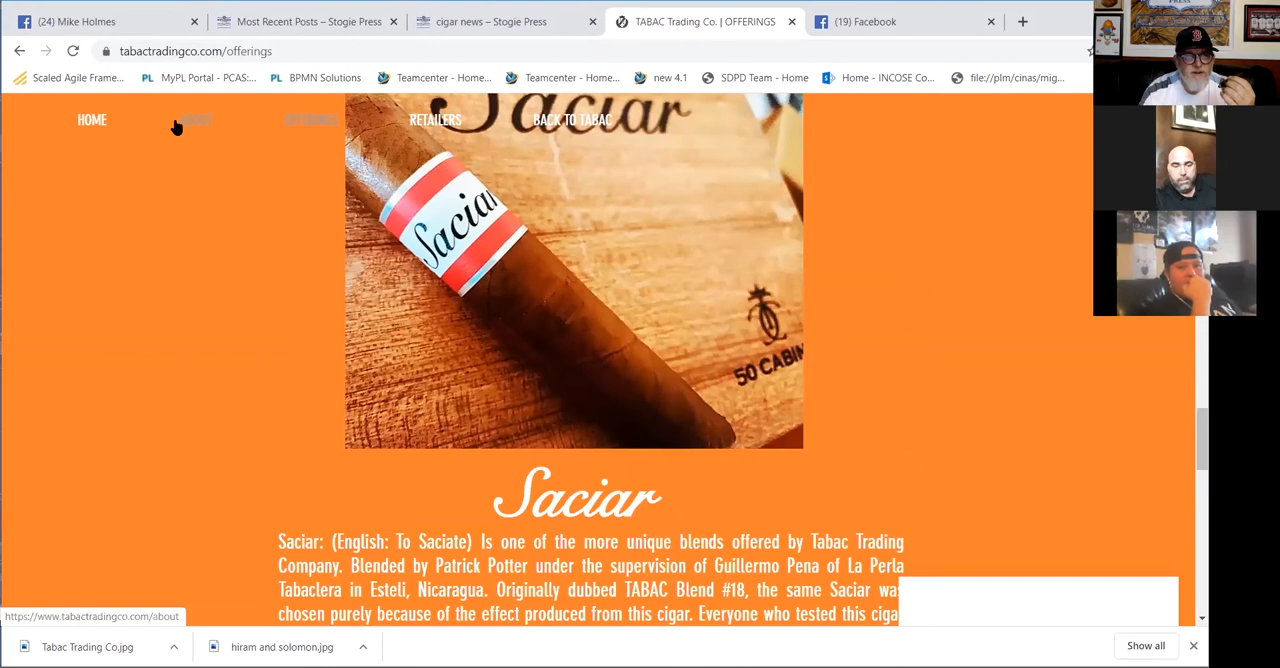 (24) Mike Holmes
Most Recent Posts – Stogie Press
cigar news – Stogie Press
TABAC Trading Co. | OFFERINGS
(19) Facebook
tabactradingco.com/offerings
Scaled Agile Frame...
PL MyPL Portal - PCAS:...
PL BPMN Solutions
Teamcenter - Home...
Teamcenter - Home...
new 4.1
SDPD Team - Home
Home - INCOSE Co...
file://plm/cinas/mig...
PRESS
HOME
ABOUT
OFFERINGS
RETAILERS
BACK TO TABAC
Saciar
Saciar
50 CABIN
Saciar
Saciar: (English: To Saciate) Is one of the more unique blends offered by Tabac Trading
Company. Blended by Patrick Potter under the supervision of Guillermo Pena of La Perla
Tabaclera in Esteli, Nicaragua. Originally dubbed TABAC Blend #18, the same Saciar was
chosen purely because of the effect produced from this cigar. Everyone who tested this cigar
https://www.tabactradingco.com/about
Tabac Trading Co.jpg
hiram and solomon.jpg
Show all